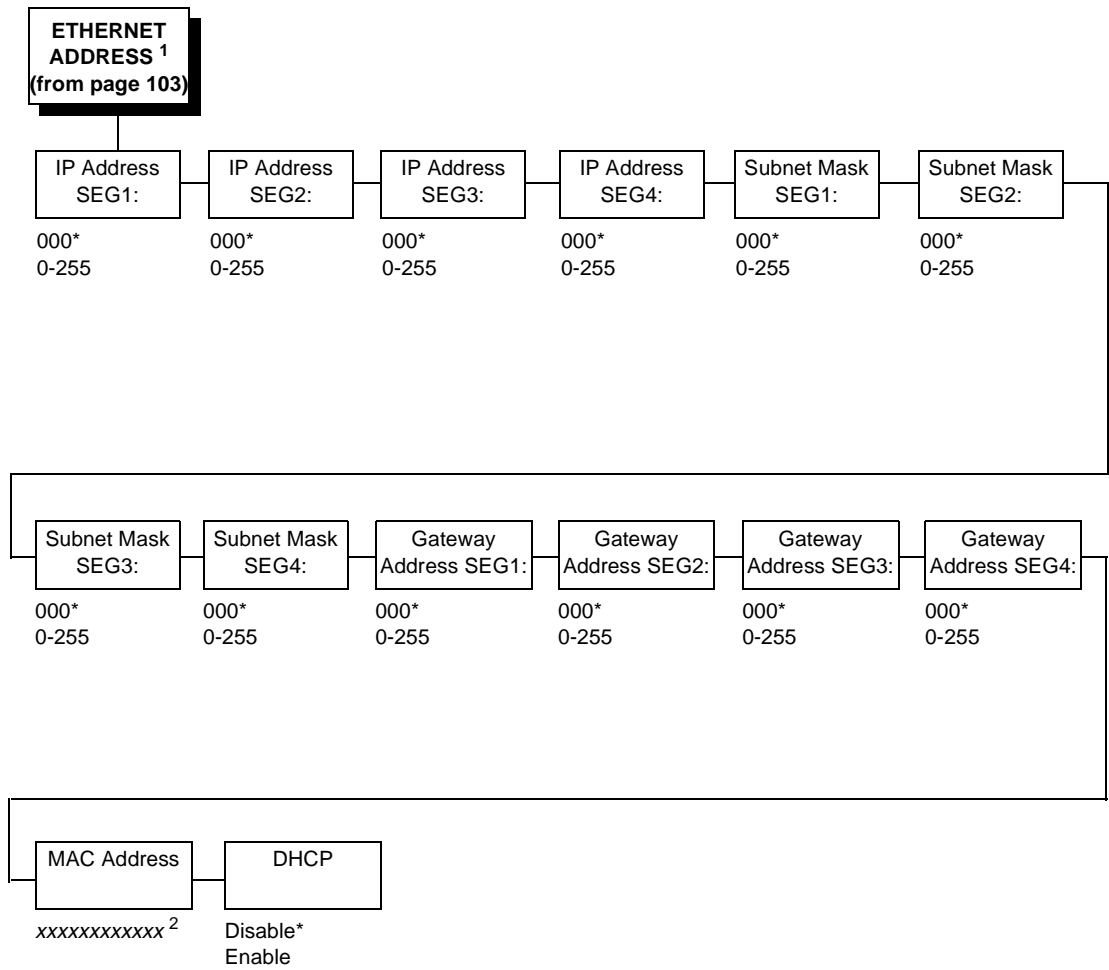 ETHERNET
ADDRESS 1
(from page 103)
IP Address
SEG1:
IP Address
SEG2:
IP Address
SEG3:
IP Address
SEG4:
Subnet Mask
SEG1:
Subnet Mask
SEG2:
000*
0-255
000*
0-255
000*
0-255
000*
0-255
000*
0-255
000*
0-255
Subnet Mask
SEG3:
Subnet Mask
SEG4:
Gateway
Address SEG1:
Gateway
Address SEG2:
Gateway
Address SEG3:
Gateway
Address SEG4:
000*
0-255
000*
0-255
000*
0-255
000*
0-255
000*
0-255
000*
0-255
MAC Address
DHCP
xxxxxxxxxxxx 2
Disable*
Enable